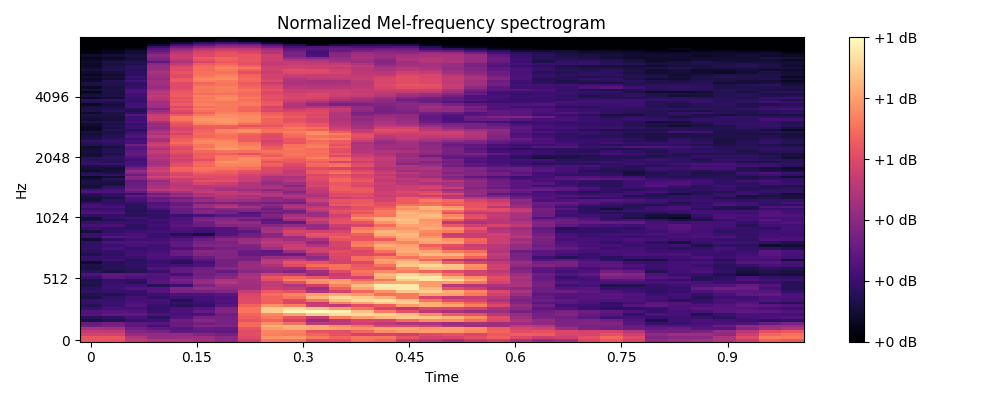 Normalized Mel-frequency spectrogram
Hz
4096
2048
1024
512
0
0 0.15 0.3 0.45 0.6 0.75 0.9
Time
+1 dB
+1 dB
+1 dB
+0 dB
+0 dB
+0 dB